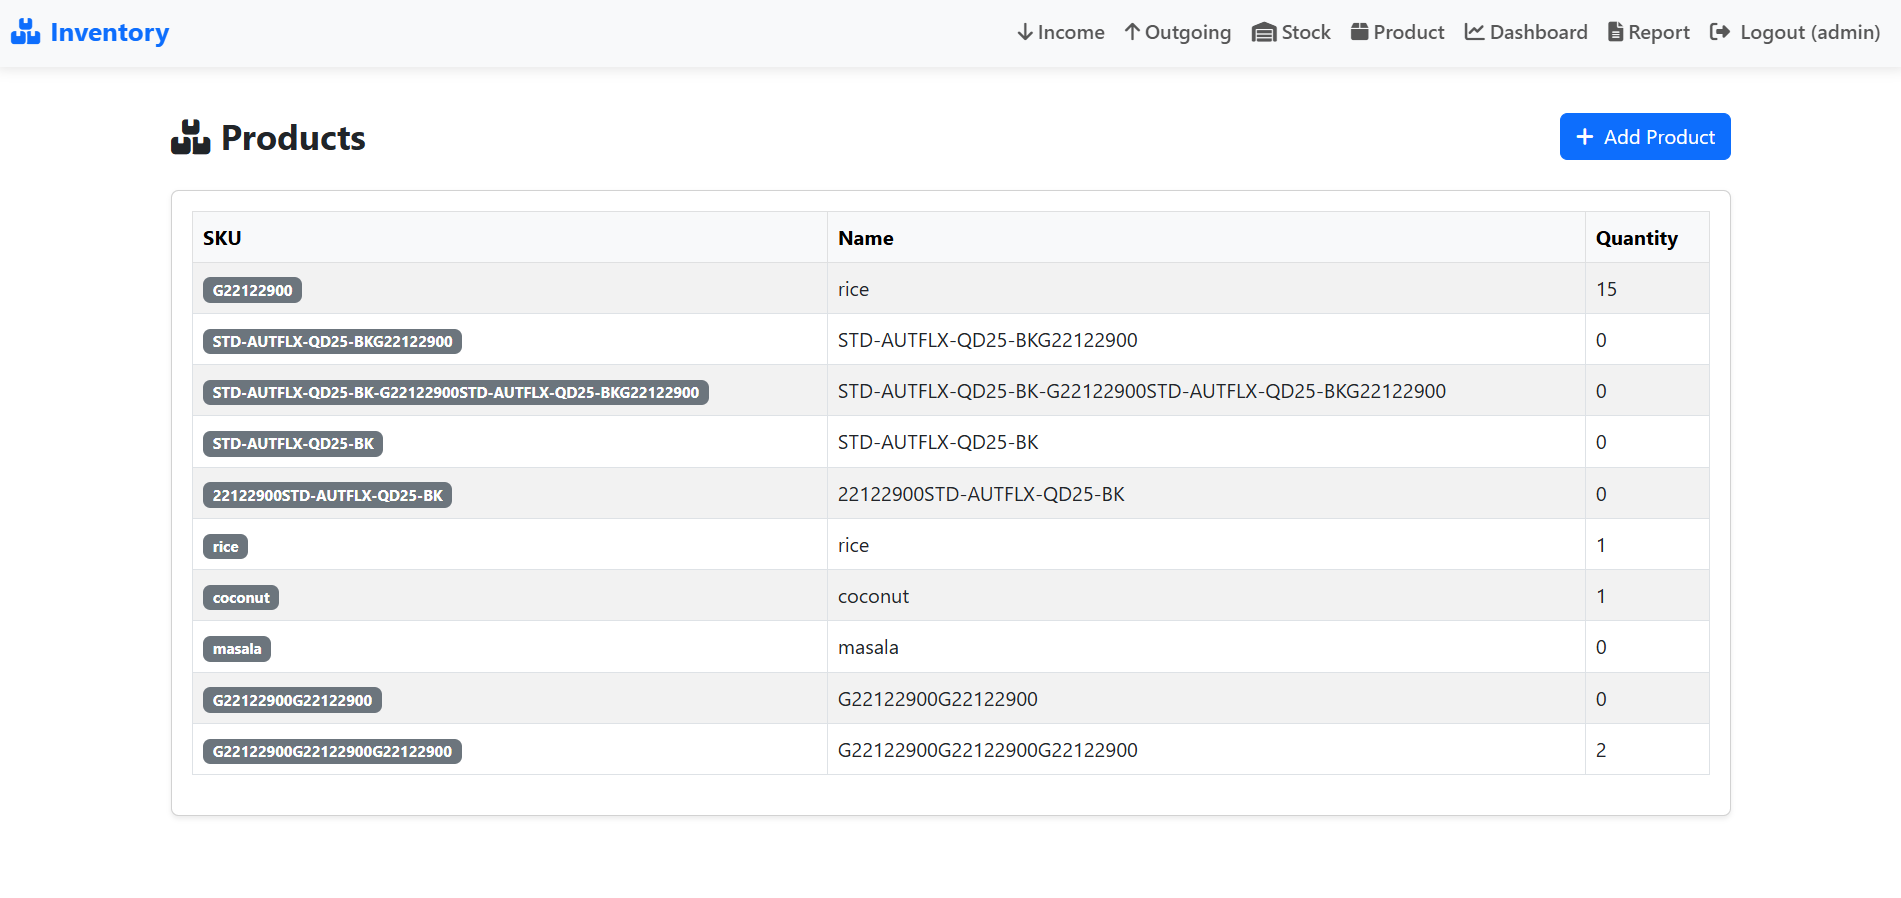 Inventory Income Outgoing Stock Product Dashboard Report Logout (admin)
Products Add Product
SKU Name Quantity
G22122900 rice 15
STD-AUTFLX-QD25-BKG22122900 STD-AUTFLX-QD25-BKG22122900 0
STD-AUTFLX-QD25-BK-G22122900STD-AUTFLX-QD25-BKG22122900 STD-AUTFLX-QD25-BK-G22122900STD-AUTFLX-QD25-BKG22122900 0
STD-AUTFLX-QD25-BK STD-AUTFLX-QD25-BK 0
22122900STD-AUTFLX-QD25-BK 22122900STD-AUTFLX-QD25-BK 0
rice rice 1
coconut coconut 1
masala masala 0
G22122900G22122900 G22122900G22122900 0
G22122900G22122900G22122900 G22122900G22122900G22122900 2